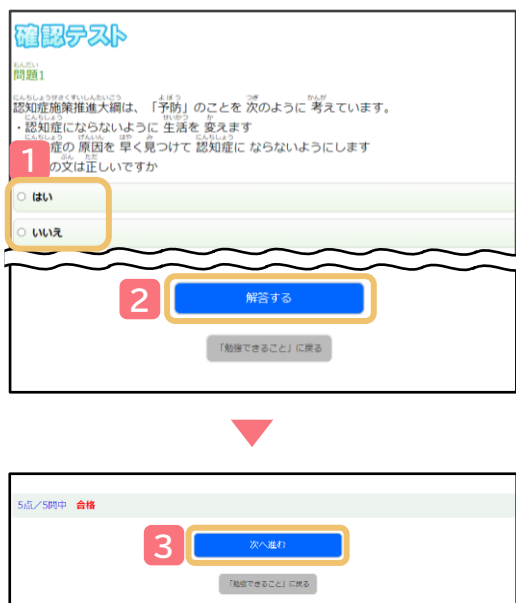 確認テスト
問題1
認知症施策推進大綱は、「予防」のことを 次のように 考えています。
・認知症にならないように 生活を 変えます
症の 原因を 早く見つけて 認知症に ならないようにします
1
の文は正しいですか
はい
いいえ
2
解答する
「勉強できること」に戻る
5点／5問中 合格
3
次へ進む
「勉強できること」に戻る